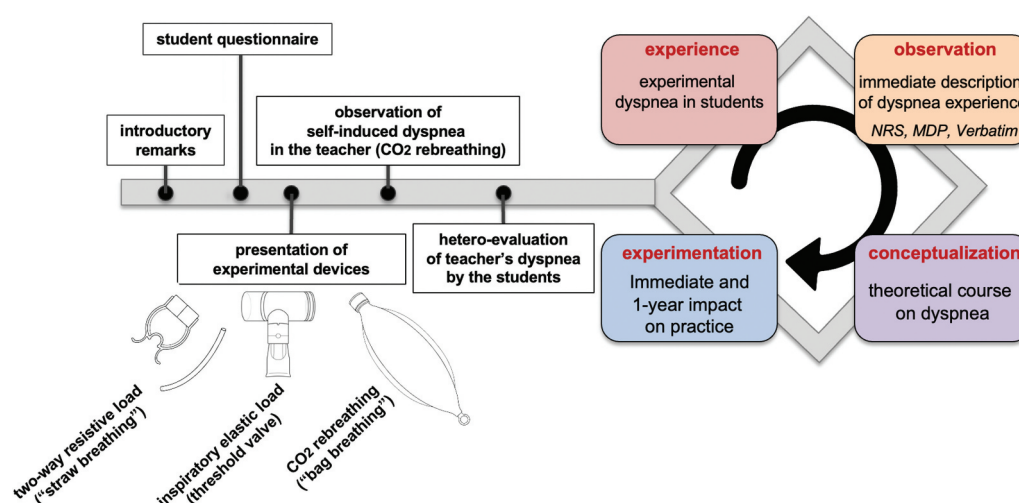 student questionnaire
introductory
remarks
observation of
self-induced dyspnea
in the teacher (CO2 rebreathing)
presentation of
experimental devices
hetero-evaluation
of teacher's dyspnea
by the students
two-way resistive load
("straw breathing")
inspiratory elastic load
(threshold valve)
CO2 rebreathing
("bag breathing")
experience
experimental
dyspnea in students
observation
immediate description
of dyspnea experience
NRS, MDP, Verbatim
experimentation
Immediate and
1-year impact
on practice
conceptualization
theoretical course
on dyspnea